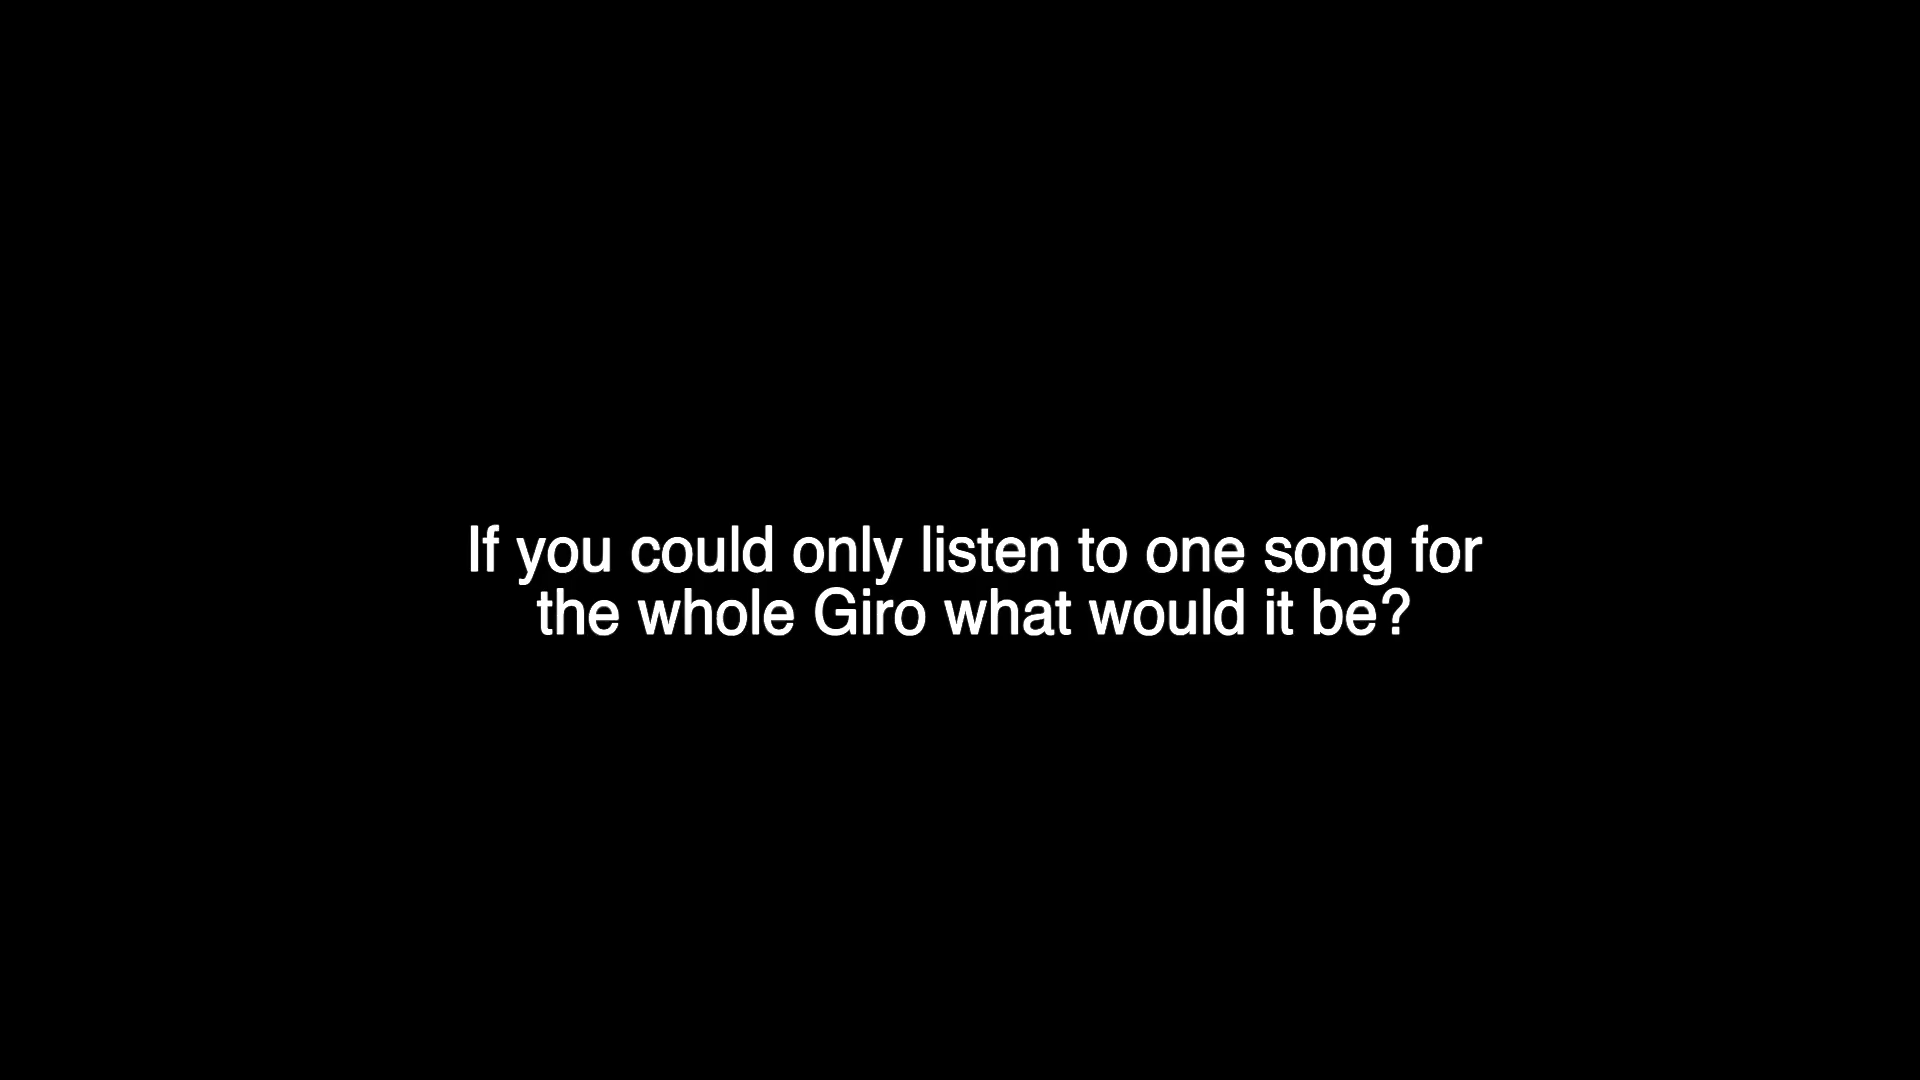 If you could only listen to one song for
the whole Giro what would it be?